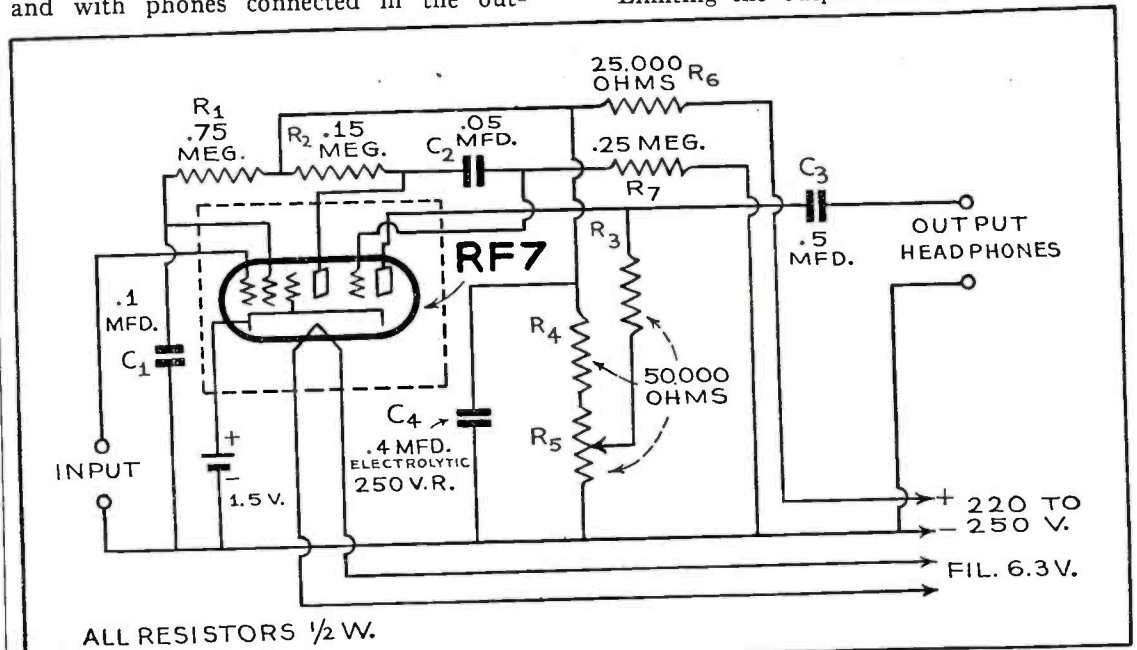 and with phones connected in the out-
Limiting the outp
25.000
OHMS R6
R1
.75
MEG.
R2 .15
MEG.
.05
MFD.
C2
.25 MEG.
R7
C3
.5
MFD.
OUTPUT
HEADPHONES
R3
RF7
.1
MFD.
C1
R4
50.000
OHMS
C4
.4 MFD.
ELECTROLYTIC
250 V.R.
R5
INPUT
+
-
1.5 V.
+ 220 TO
- 250 V.
FIL. 6.3 V.
ALL RESISTORS ½ W.